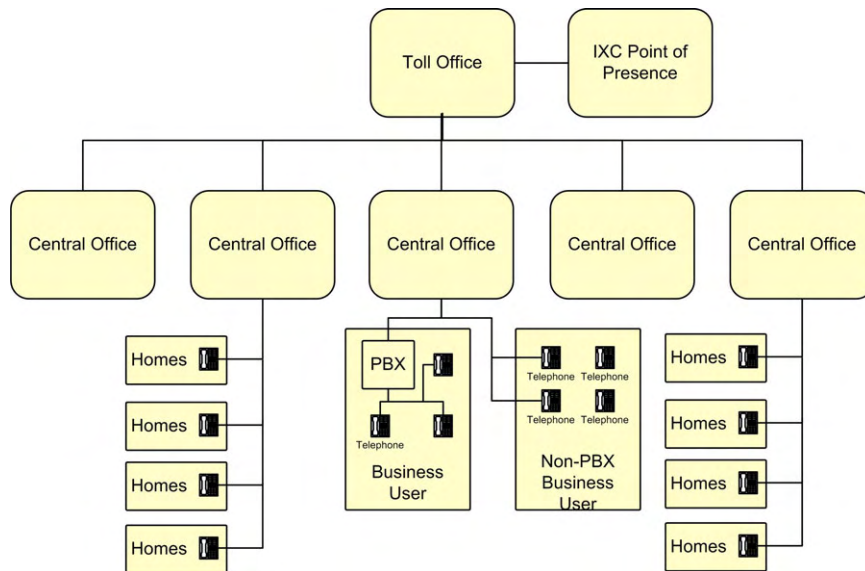 Toll Office
IXC Point of
Presence
Central Office
Central Office
Central Office
Central Office
Central Office
Homes
Homes
Homes
Homes
PBX
Telephone
Business
User
Telephone
Telephone
Telephone
Telephone
Non-PBX
Business
User
Homes
Homes
Homes
Homes